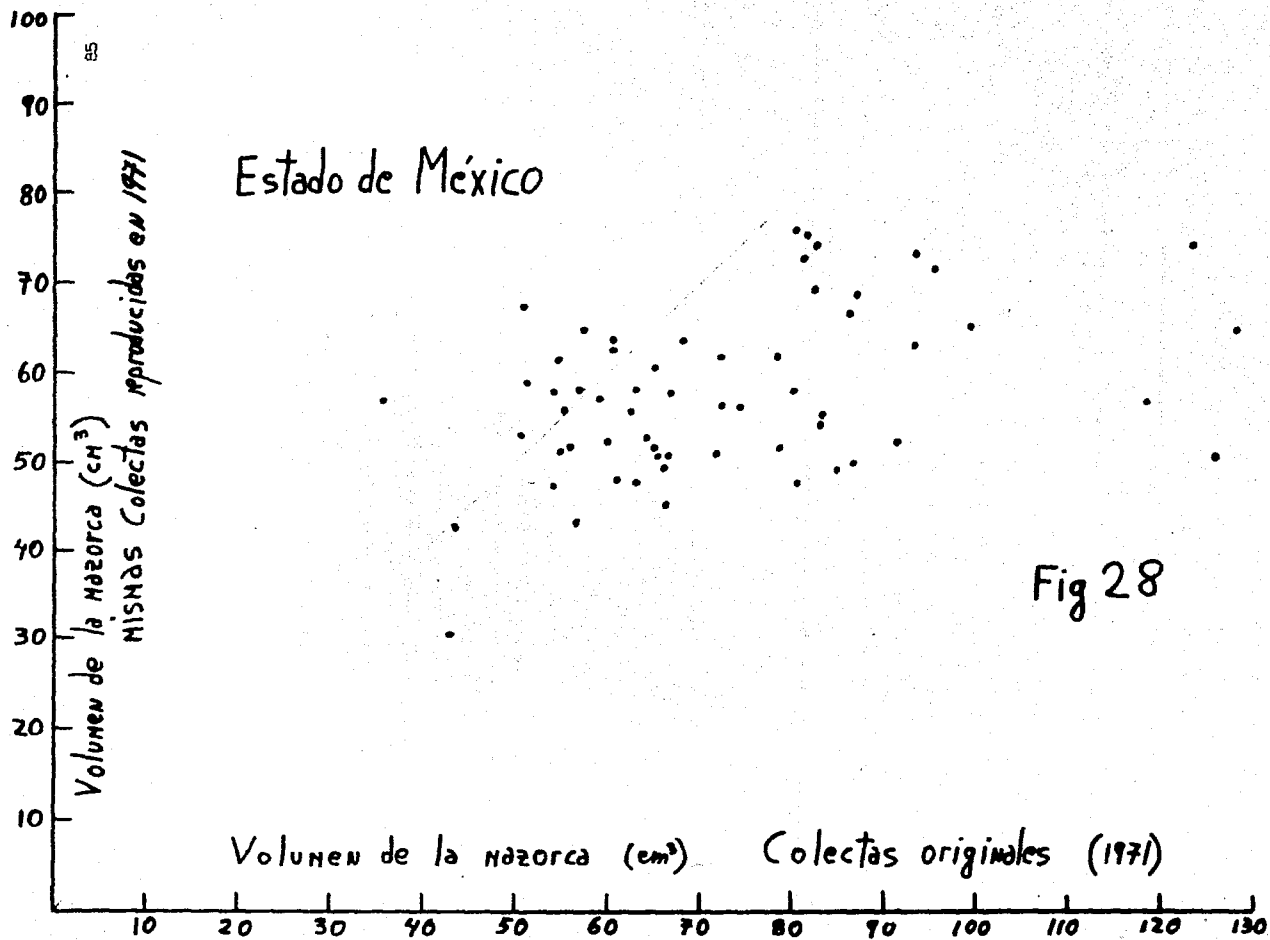 85
Estado de México
Volumen de la mazorca (cm³)
Mismas Colectas reproducidas en 1971
100
90
80
70
60
50
40
30
20
10
Fig 28
Volumen de la mazorca (cm³) Colectas originales (1971)
10 20 30 40 50 60 70 80 90 100 110 120 130